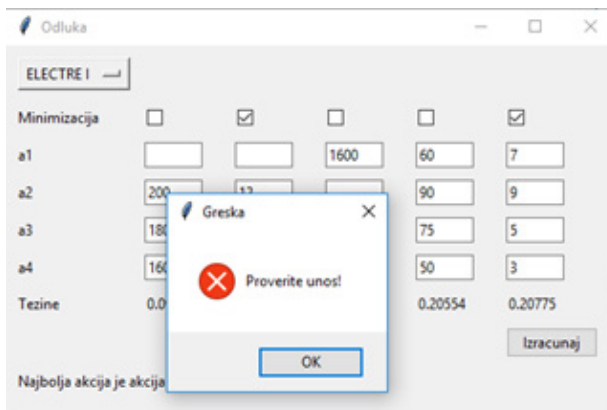 Odluka
ELECTRE I
Minimizacija
a1 1600 60 7
a2 200 12 90 9
a3 180 75 5
a4 160 50 3
Tezine 0.09 0.20554 0.20775
Greska
Proverite unos!
OK
Izracunaj
Najbolja akcija je akcija